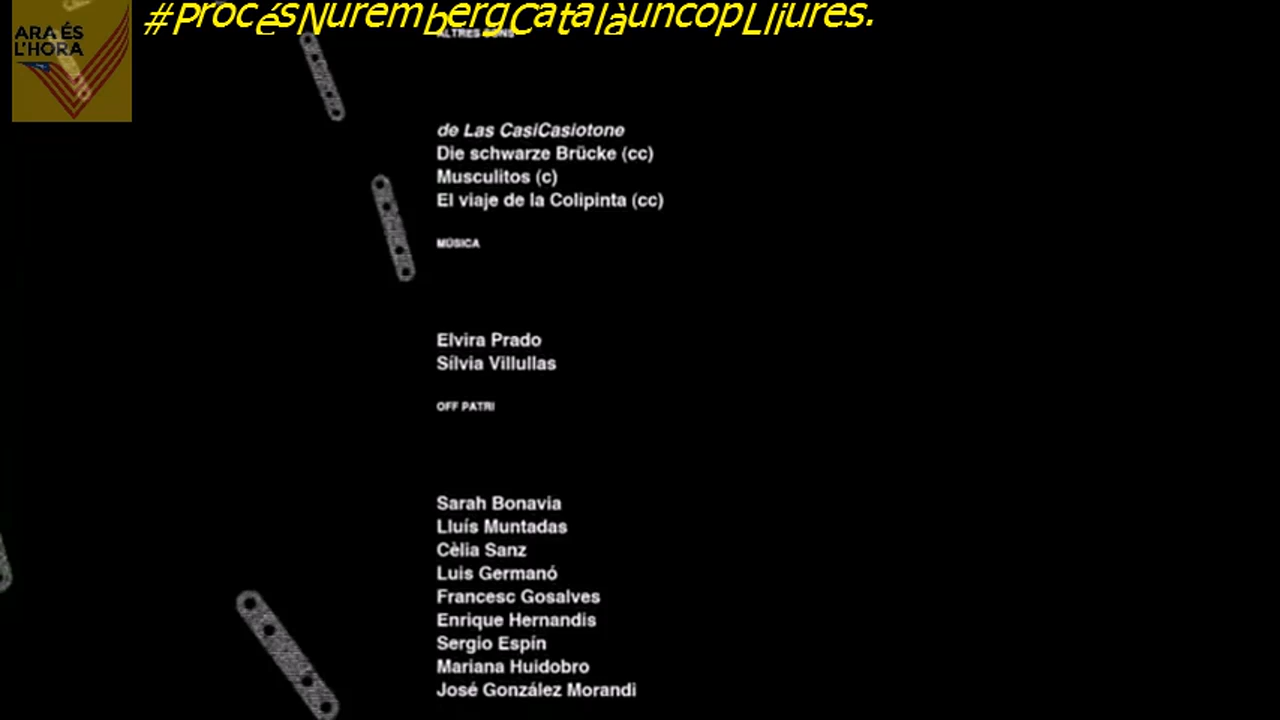 #ProcésNurembergCatalàuncopLliures.
ARA ÉS
L'HORA
ALTRES SONS
de Las CasiCasiotone
Die schwarze Brücke (cc)
Musculitos (c)
El viaje de la Colipinta (cc)
MÚSICA
Elvira Prado
Sílvia Villullas
OFF PATRI
Sarah Bonavia
Lluís Muntadas
Cèlia Sanz
Luis Germanó
Francesc Gosalves
Enrique Hernandis
Sergio Espín
Mariana Huidobro
José González Morandi